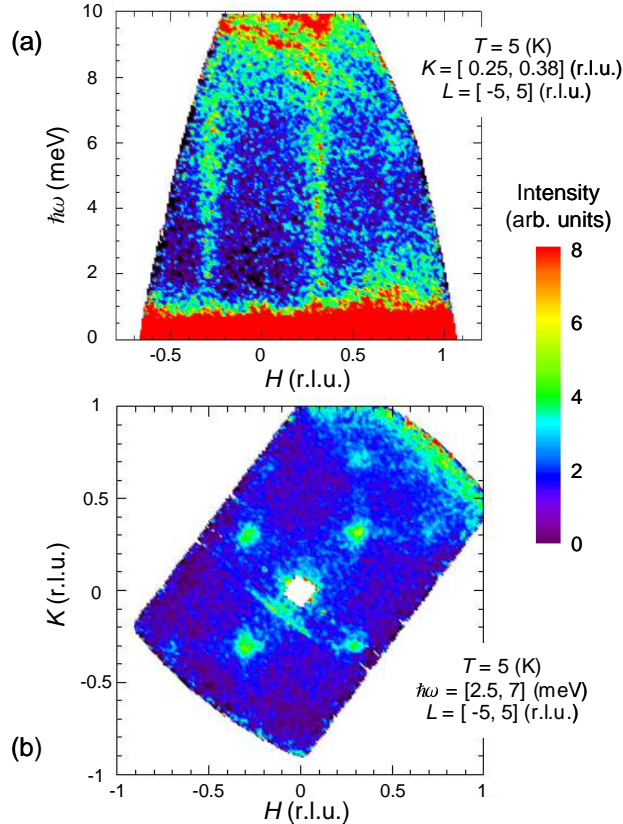 (a)
10
8
6
4
2
0
ħω (meV)
-0.5
0
0.5
1
H (r.l.u.)
T = 5 (K)
K = [ 0.25, 0.38] (r.l.u.)
L = [ -5, 5] (r.l.u.)
Intensity
(arb. units)
8
6
4
2
0
(b)
1
0.5
0
-0.5
-1
K (r.l.u.)
-1
-0.5
0
0.5
1
H (r.l.u.)
T = 5 (K)
ħω = [2.5, 7] (meV)
L = [ -5, 5] (r.l.u.)